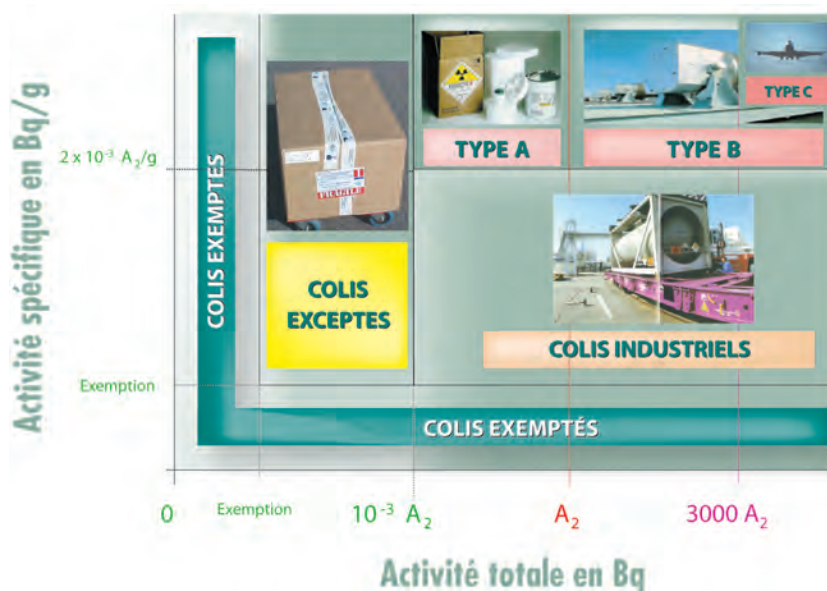 Activité spécifique en Bq/g
2 x 10⁻³ A₂/g
Exemption
COLIS EXEMPTES
FRAGILE
COLIS
EXCEPTES
TYPE A
TYPE B
TYPE C
COLIS INDUSTRIELS
COLIS EXEMPTÉS
0
Exemption
10⁻³ A₂
A₂
3000 A₂
Activité totale en Bq